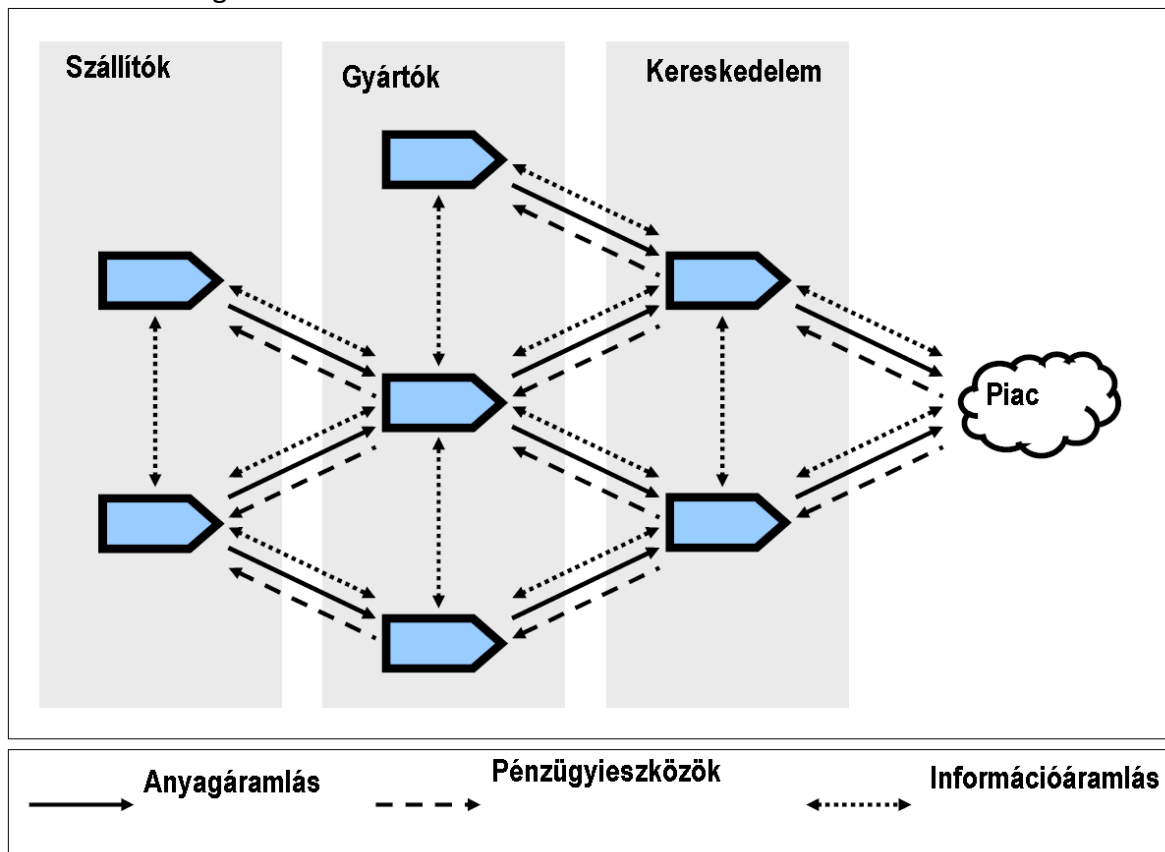 Szállítók
Gyártók
Kereskedelem
Piac
Anyagáramlás
Pénzügyieszközök
Információáramlás